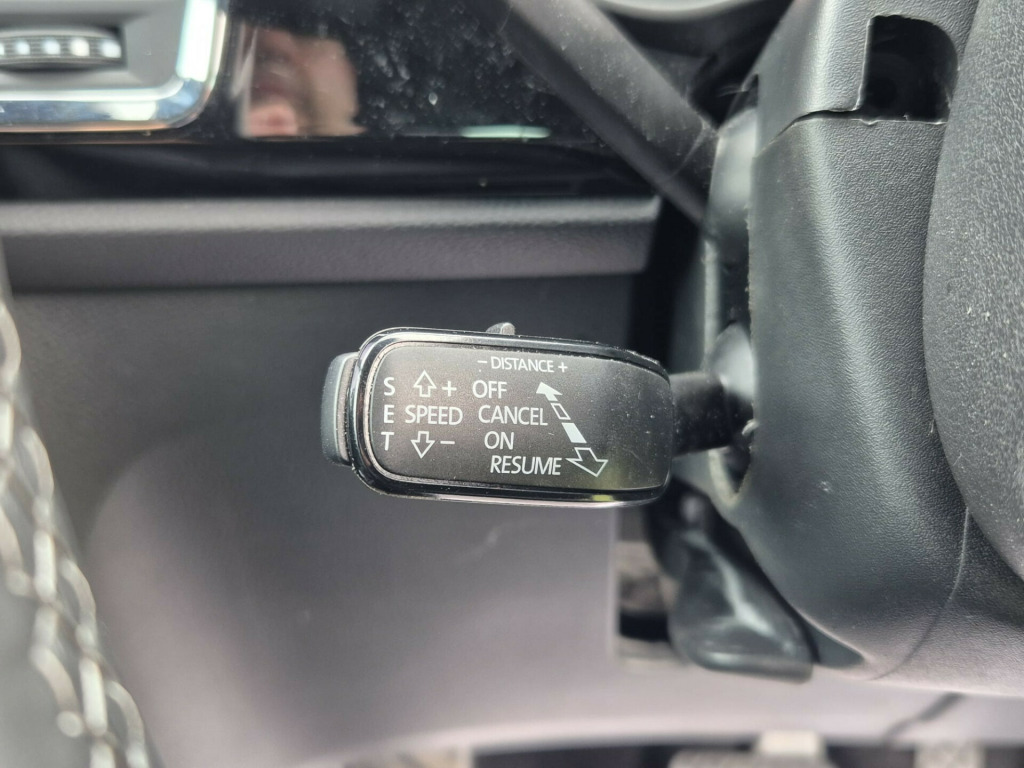 – DISTANCE +
S + OFF
E SPEED CANCEL
T – ON
RESUME